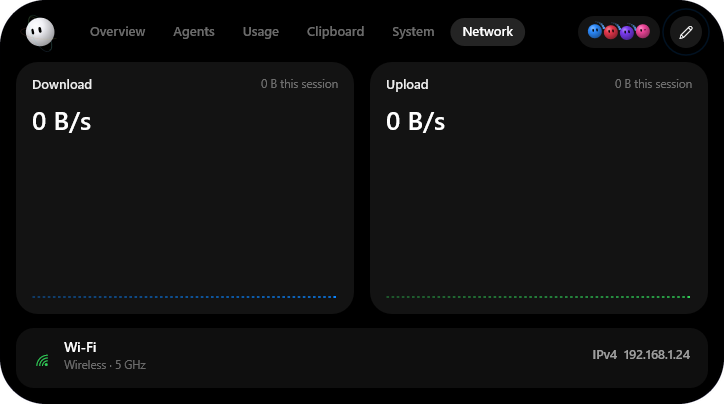 Overview Agents Usage Clipboard System Network
Download 0 B this session
0 B/s
Upload 0 B this session
0 B/s
Wi-Fi
Wireless · 5 GHz
IPv4 192.168.1.24